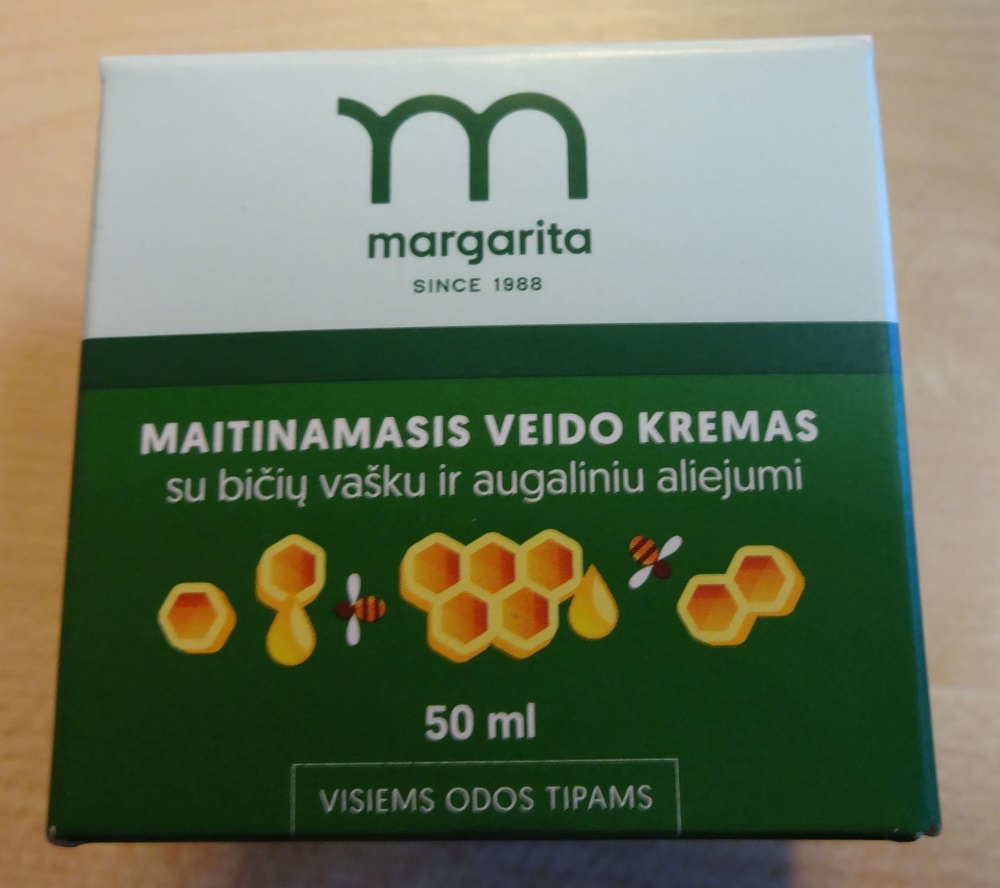 m
margarita
SINCE 1988
MAITINAMASIS VEIDO KREMAS
su bičių vašku ir augaliniu aliejumi
50 ml
VISIEMS ODOS TIPAMS